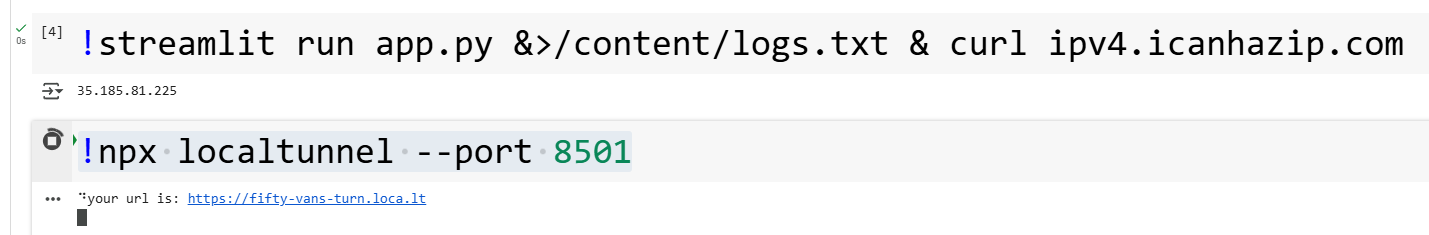 [4] !streamlit run app.py &>/content/logs.txt & curl ipv4.icanhazip.com
0s
35.185.81.225
!npx localtunnel --port 8501
your url is: https://fifty-vans-turn.loca.lt